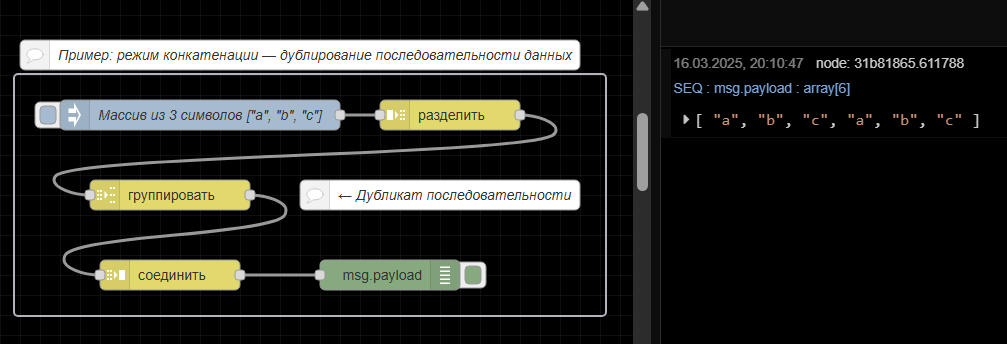 Пример: режим конкатенации — дублирование последовательности данных
Массив из 3 символов ["a", "b", "c"]
разделить
группировать
← Дубликат последовательности
соединить
msg.payload
16.03.2025, 20:10:47 node: 31b81865.611788
SEQ : msg.payload : array[6]
[ "a", "b", "c", "a", "b", "c" ]